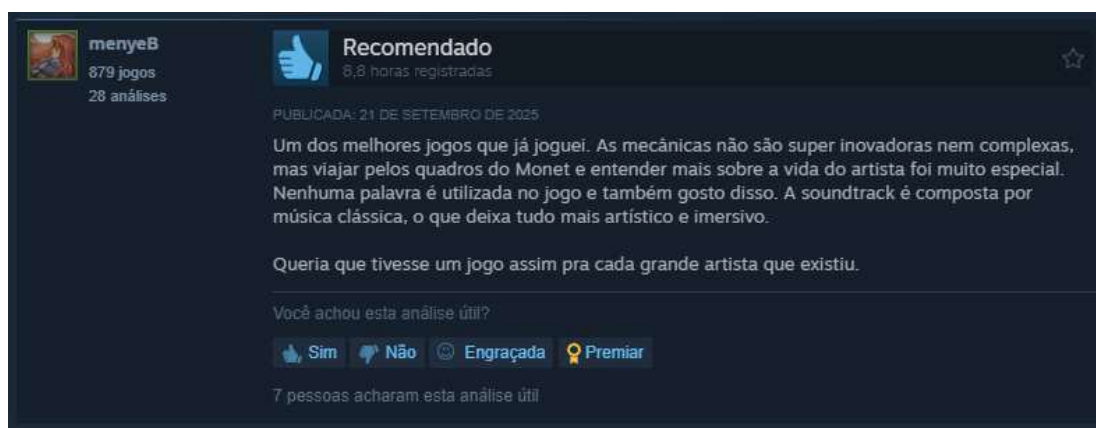 menyeB
879 jogos
28 análises
Recomendado
8,8 horas registradas
PUBLICADA: 21 DE SETEMBRO DE 2025
Um dos melhores jogos que já joguei. As mecânicas não são super inovadoras nem complexas,
mas viajar pelos quadros do Monet e entender mais sobre a vida do artista foi muito especial.
Nenhuma palavra é utilizada no jogo e também gosto disso. A soundtrack é composta por
música clássica, o que deixa tudo mais artístico e imersivo.
Queria que tivesse um jogo assim pra cada grande artista que existiu.
Você achou esta análise útil?
Sim Não Engraçada Premiar
7 pessoas acharam esta análise útil